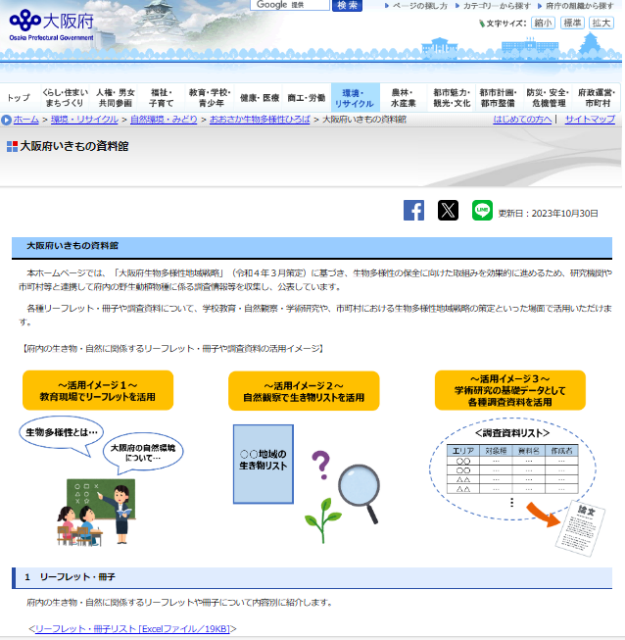 Google 提供 検索 ページの探し方 カテゴリーから探す 府庁の組織から探す
大阪府
Osaka Prefectural Government
文字サイズ: 縮小 標準 拡大
トップ くらし・住まい まちづくり 人権・男女 共同参画 福祉・ 子育て 教育・学校・ 青少年 健康・医療 商工・労働 環境・ リサイクル 農林・ 水産業 都市魅力・ 観光・文化 都市計画・ 都市整備 防災・安全・ 危機管理 府政運営・ 市町村
ホーム > 環境・リサイクル > 自然環境・みどり > おおさか生物多様性ひろば > 大阪府いきもの資料館 はじめての方へ | サイトマップ
大阪府いきもの資料館
LINE 更新日:2023年10月30日
大阪府いきもの資料館
本ホームページでは、「大阪府生物多様性地域戦略」(令和4年3月策定)に基づき、生物多様性の保全に向けた取組みを効果的に進めるため、研究機関や
市町村等と連携して府内の野生動植物種に係る調査情報等を収集し、公表しています。
各種リーフレット・冊子や調査資料について、学校教育・自然観察・学術研究や、市町村における生物多様性地域戦略の策定といった場面で活用いただけま
す。
【府内の生き物・自然に関係するリーフレット・冊子や調査資料の活用イメージ】
~活用イメージ1~
教育現場でリーフレットを活用
生物多様性とは…
大阪府の自然環境
について…
~活用イメージ2~
自然観察で生き物リストを活用
○○地域の
生き物リスト
?
~活用イメージ3~
学術研究の基礎データとして
各種調査資料を活用
<調査資料リスト>
エリア 対象種 資料名 作成者
○○ … … …
○○ … … …
△△ … … …
△△ … … …
⋮
論文
1 リーフレット・冊子
府内の生き物・自然に関係するリーフレットや冊子について内容別に紹介します。
<リーフレット・冊子リスト [Excelファイル/19KB]>